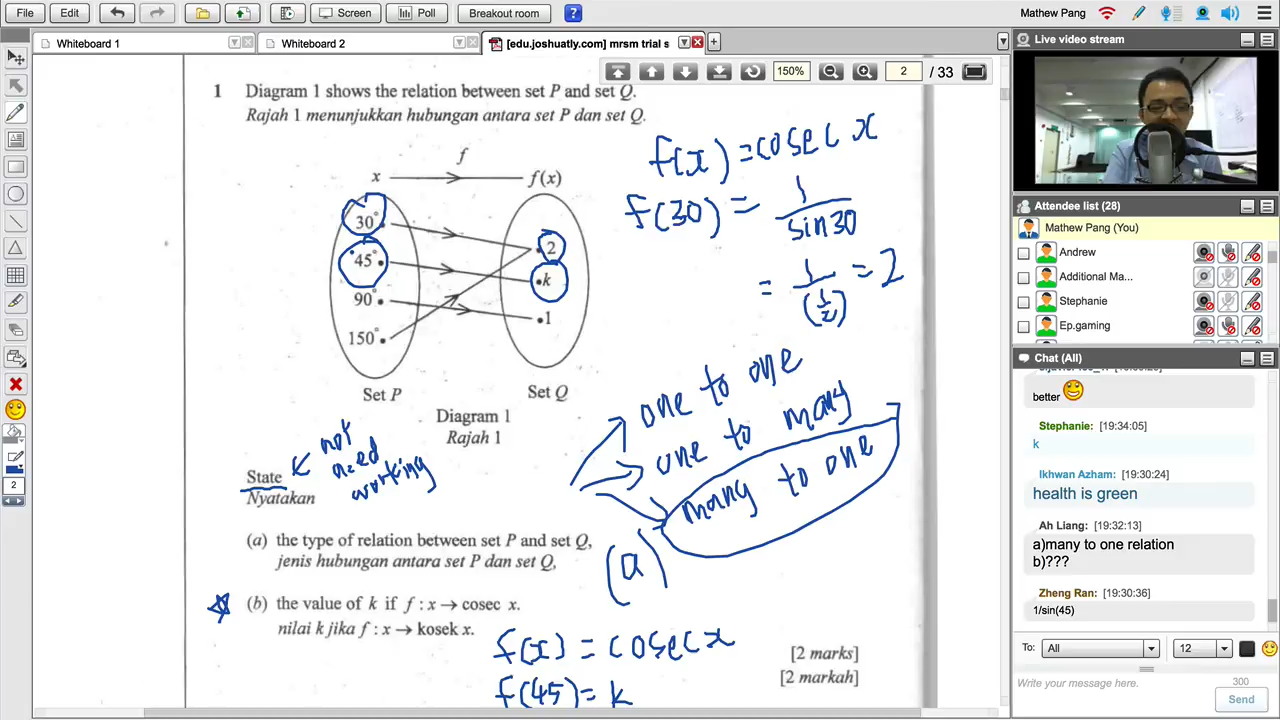 File
Edit
Screen
Poll
Breakout room
?
Mathew Pang
Whiteboard 1
Whiteboard 2
[edu.joshuatly.com] mrsm trial s
150%
2
/ 33
1 Diagram 1 shows the relation between set P and set Q.
Rajah 1 menunjukkan hubungan antara set P dan set Q.
f
x
f(x)
30°
45°
90°
150°
2
k
1
Set P
Set Q
Diagram 1
Rajah 1
f(x) = cosec x
f(30) = 1/sin30
= 1/(1/2) = 2
one to one
one to many
many to one
(a)
State
Nyatakan
not
need
working
(a) the type of relation between set P and set Q,
jenis hubungan antara set P dan set Q,
(b) the value of k if f : x → cosec x.
nilai k jika f : x → kosek x.
f(x) = cosec x
f(45) = k
[2 marks]
[2 markah]
2
Live video stream
Attendee list (28)
Mathew Pang (You)
Andrew
Additional Ma...
Stephanie
Ep.gaming
Chat (All)
better
Stephanie: [19:34:05]
k
Ikhwan Azham: [19:30:24]
health is green
Ah Liang: [19:32:13]
a)many to one relation
b)???
Zheng Ran: [19:30:36]
1/sin(45)
To: All 12
Write your message...
300
Send